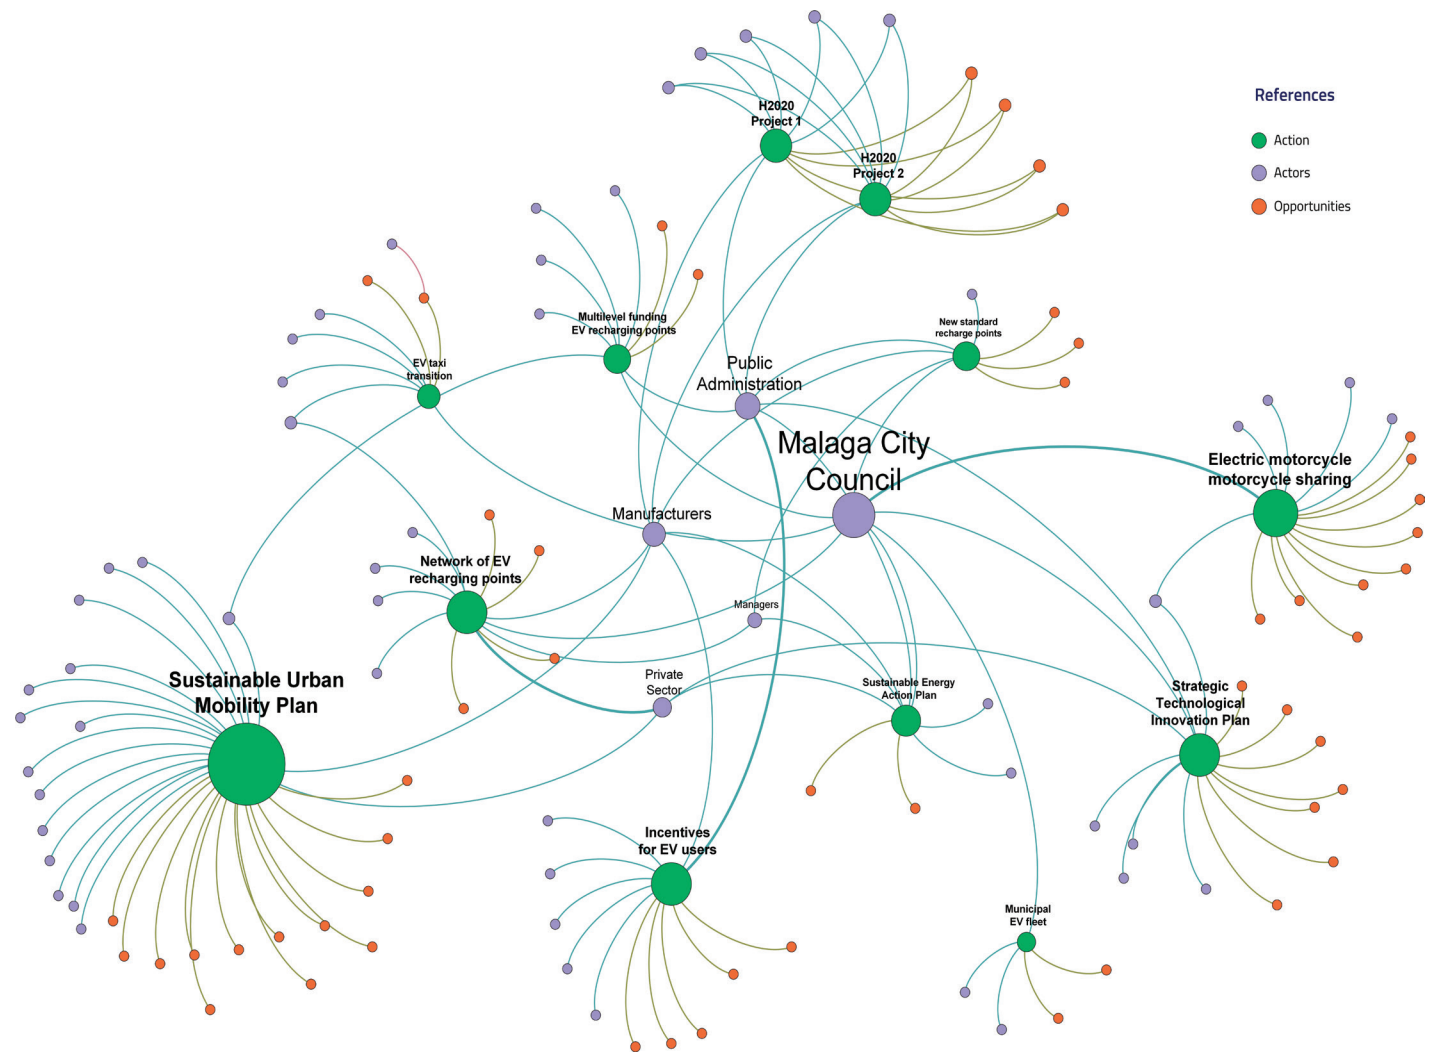 References
Action
Actors
Opportunities
H2020
Project 1
H2020
Project 2
Multilevel funding
EV recharging points
New standard
recharge points
EV taxi
transition
Public
Administration
Malaga City
Council
Electric motorcycle
motorcycle sharing
Manufacturers
Network of EV
recharging points
Managers
Private
Sector
Sustainable Urban
Mobility Plan
Sustainable Energy
Action Plan
Strategic
Technological
Innovation Plan
Incentives
for EV users
Municipal
EV fleet